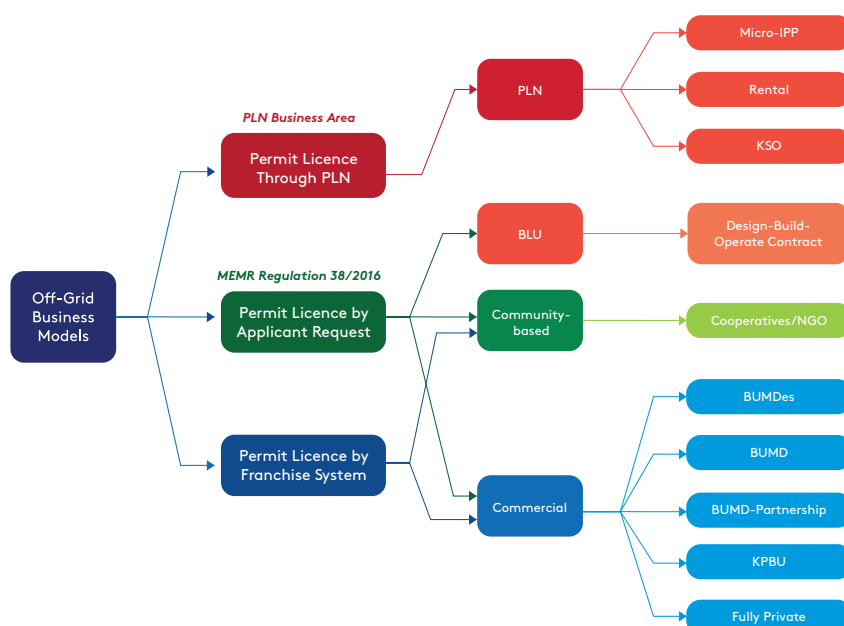 Micro-IPP
PLN
Rental
PLN Business Area
Permit Licence
Through PLN
KSO
BLU
Design-Build-
Operate Contract
MEMR Regulation 38/2016
Off-Grid
Business
Models
Permit Licence by
Applicant Request
Community-
based
Cooperatives/NGO
BUMDes
Permit Licence by
Franchise System
BUMD
Commercial
BUMD-Partnership
KPBU
Fully Private